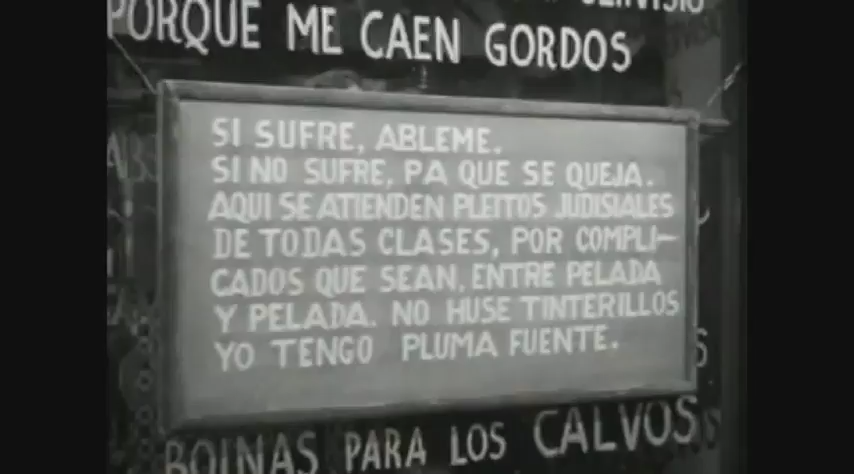 SERVISIO
PORQUE ME CAEN GORDOS
SI SUFRE, ABLEME.
SI NO SUFRE, PA QUE SE QUEJA.
AQUI SE ATIENDEN PLEITOS JUDISIALES
DE TODAS CLASES, POR COMPLI-
CADOS QUE SEAN, ENTRE PELADA
Y PELADA. NO HUSE TINTERILLOS
YO TENGO PLUMA FUENTE.
BOINAS PARA LOS CALVOS